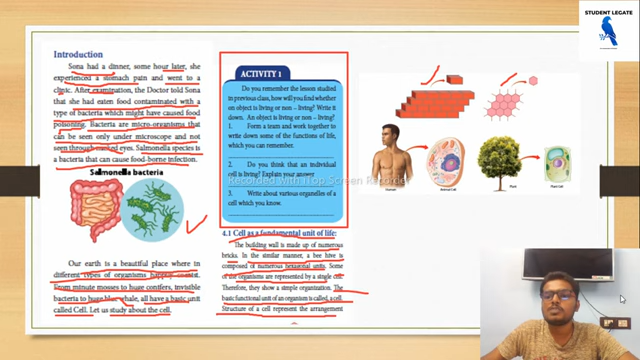 STUDENT LEGATE
Introduction
Sona had a dinner, some hour later, she
experienced a stomach pain and went to a
clinic. After examination, the Doctor told Sona
that she had eaten food contaminated with a
type of bacteria which might have caused food
poisoning. Bacteria are micro-organisms that
can be seen only under microscope and not
seen through naked eyes. Salmonella species is
a bacteria that can cause food-borne infection.
Salmonella bacteria
Our earth is a beautiful place where in
different types of organisms happily coexist.
From minute mosses to huge conifers, invisible
bacteria to huge blue whale, all have a basic unit
called Cell. Let us study about the cell.
ACTIVITY 1
Do you remember the lesson studied
in previous class, how will you find whether
an object is living or non - living? Write it
down. An object is living or non - living?
1. Form a team and work together to
write down some of the functions of life,
which you can remember.
2. Do you think that an individual
cell is living? Explain your answer
3. Write about various organelles of a
cell which you know.
Recorded with iTop Screen Recorder
4.1 Cell as a fundamental unit of life:
The building wall is made up of numerous
bricks. In the similar manner, a bee hive is
composed of numerous hexagonal units. Some
of the organisms are represented by a single cell.
Therefore, they show a simple organization. The
basic functional unit of an organism is called, a cell.
Structure of a cell represent the arrangement
Human
Animal Cell
Plant
Plant Cell